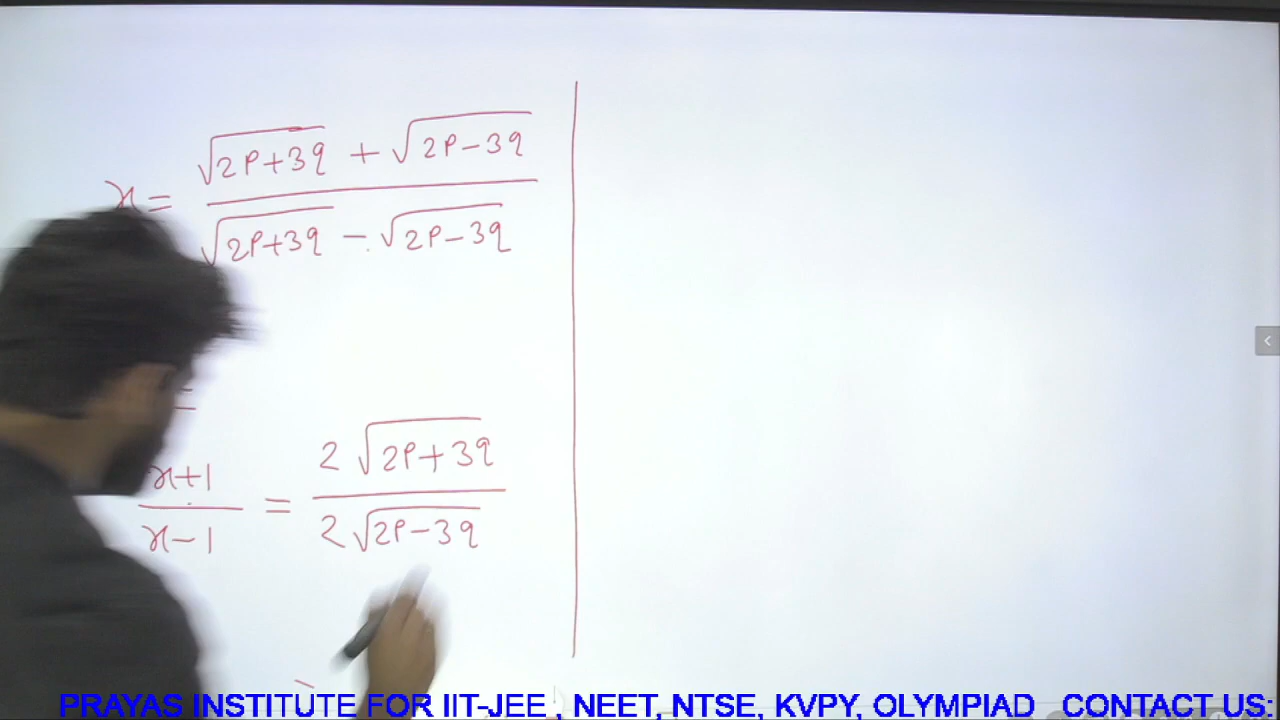 x = (√(2p+3q) + √(2p-3q)) / (√(2p+3q) - √(2p-3q))
=
(x+1) / (x-1) = 2√(2p+3q) / 2√(2p-3q)
PRAYAS INSTITUTE FOR IIT-JEE , NEET, NTSE, KVPY, OLYMPIAD CONTACT US: